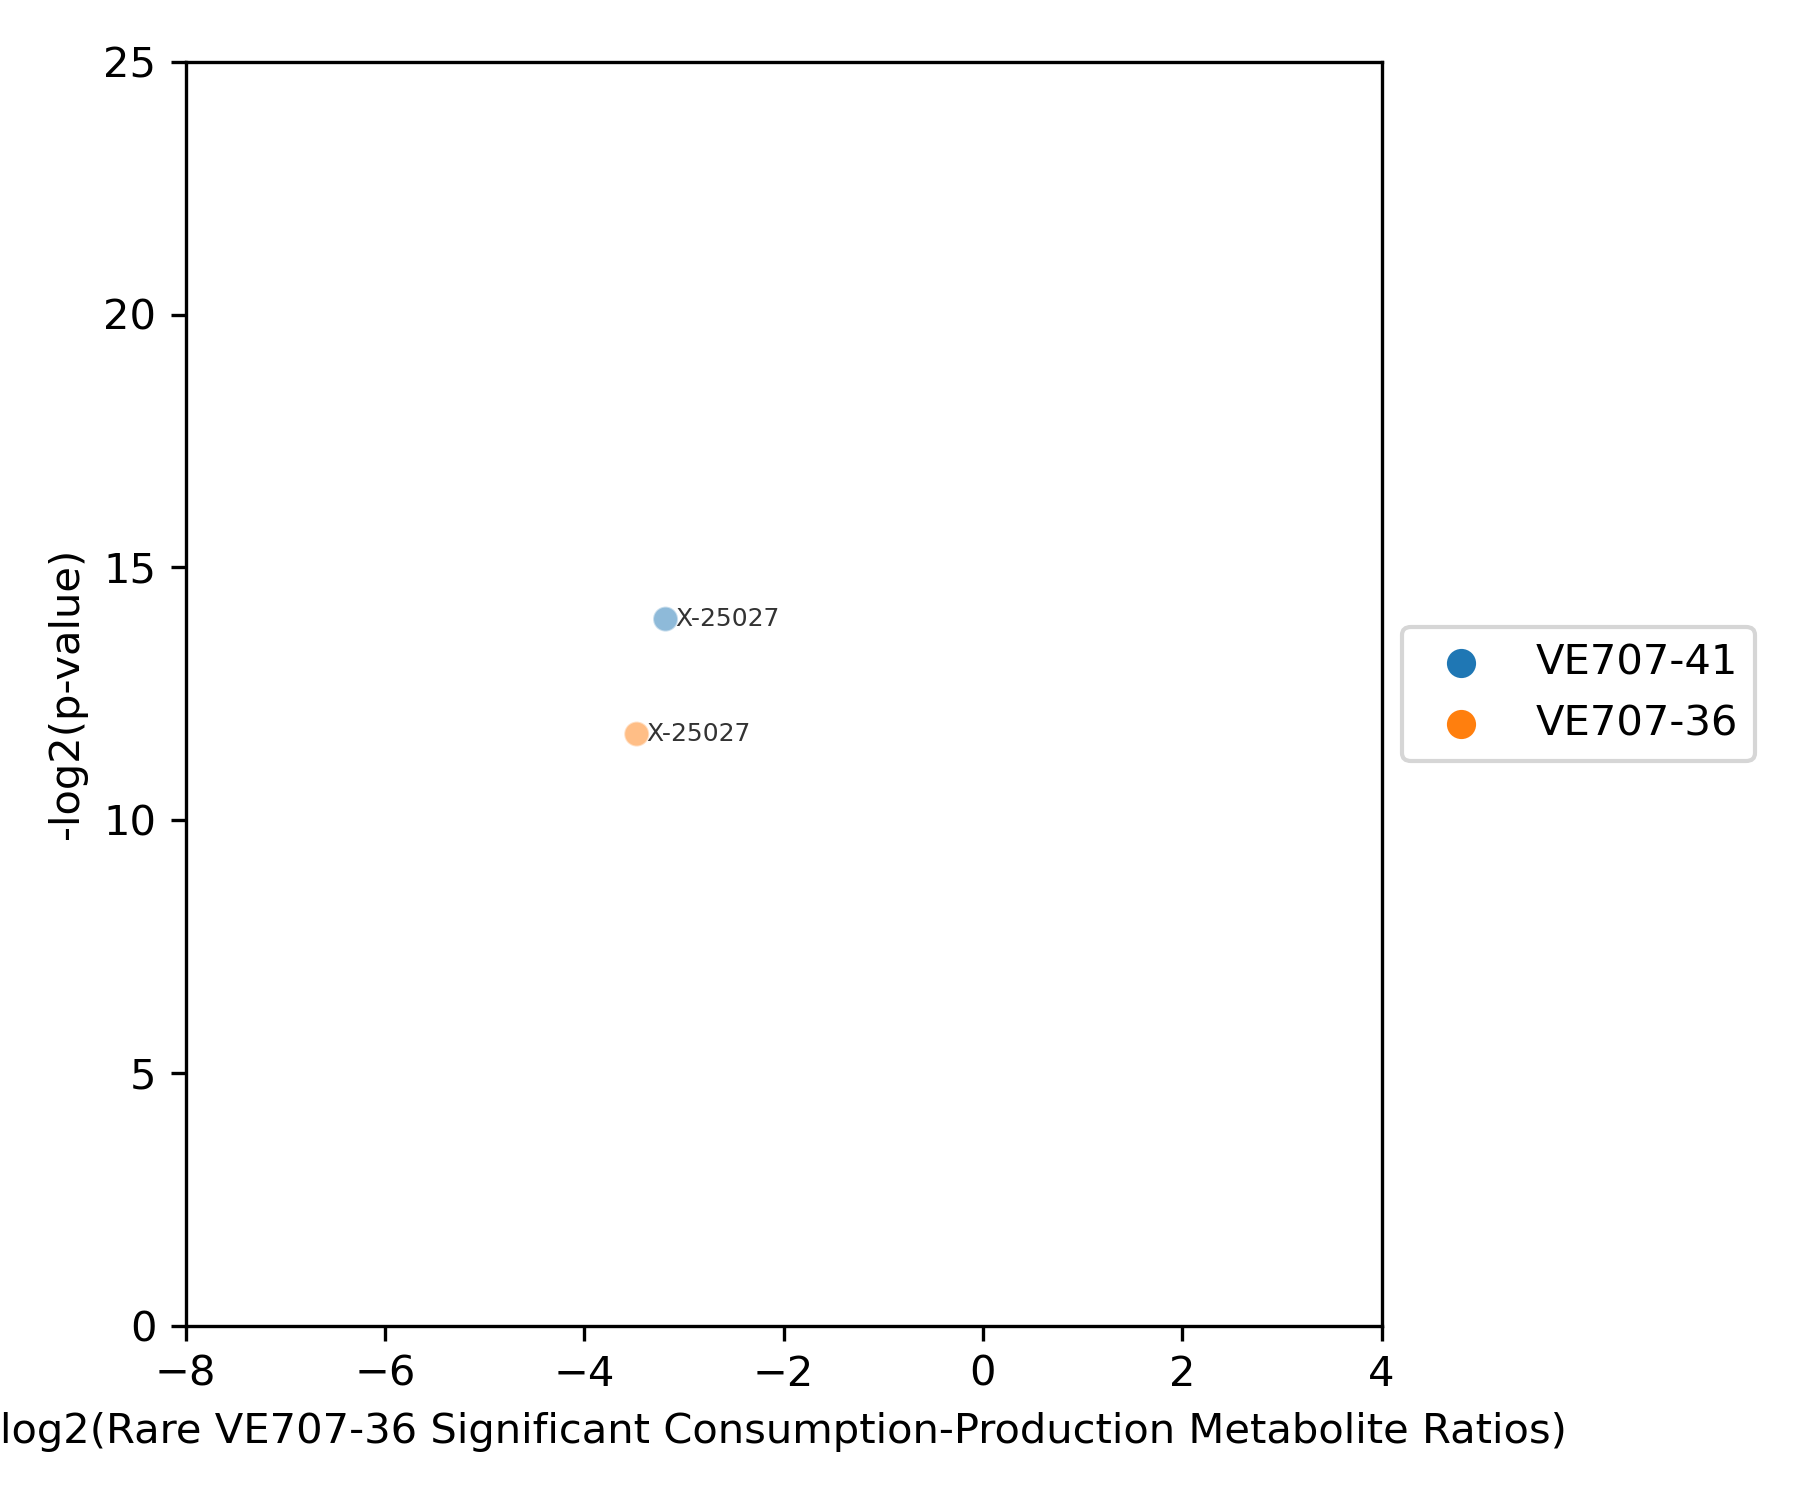 25
20
15
10
5
0
-log2(p-value)
X-25027
X-25027
VE707-41
VE707-36
−8 −6 −4 −2 0 2 4
log2(Rare VE707-36 Significant Consumption-Production Metabolite Ratios)